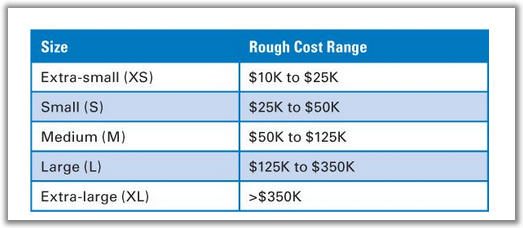 Size Rough Cost Range
Extra-small (XS) $10K to $25K
Small (S) $25K to $50K
Medium (M) $50K to $125K
Large (L) $125K to $350K
Extra-large (XL) >$350K